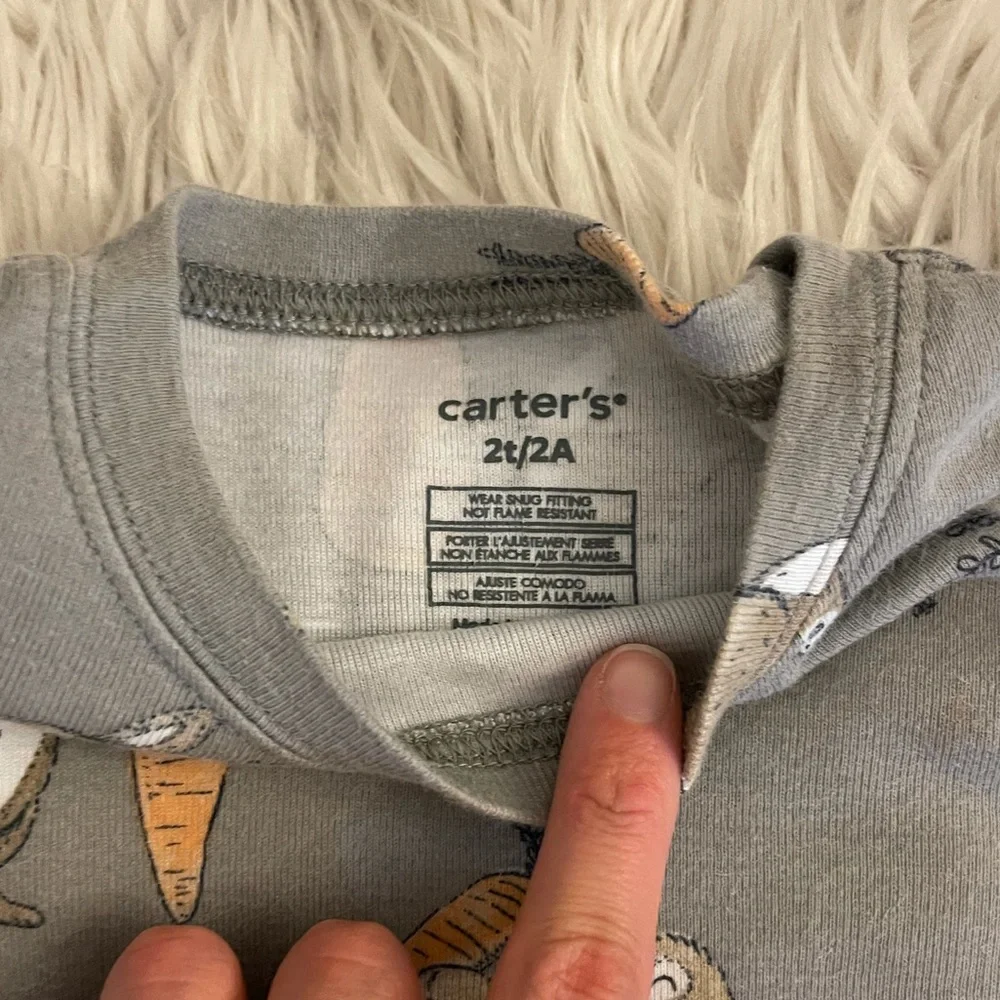 carter's
2t/2A
WEAR SNUG FITTING
NOT FLAME RESISTANT
PORTER L'AJUSTEMENT SERRÉ
NON ÉTANCHE AUX FLAMMES
AJUSTE COMODO
NO RESISTENTE A LA FLAMA